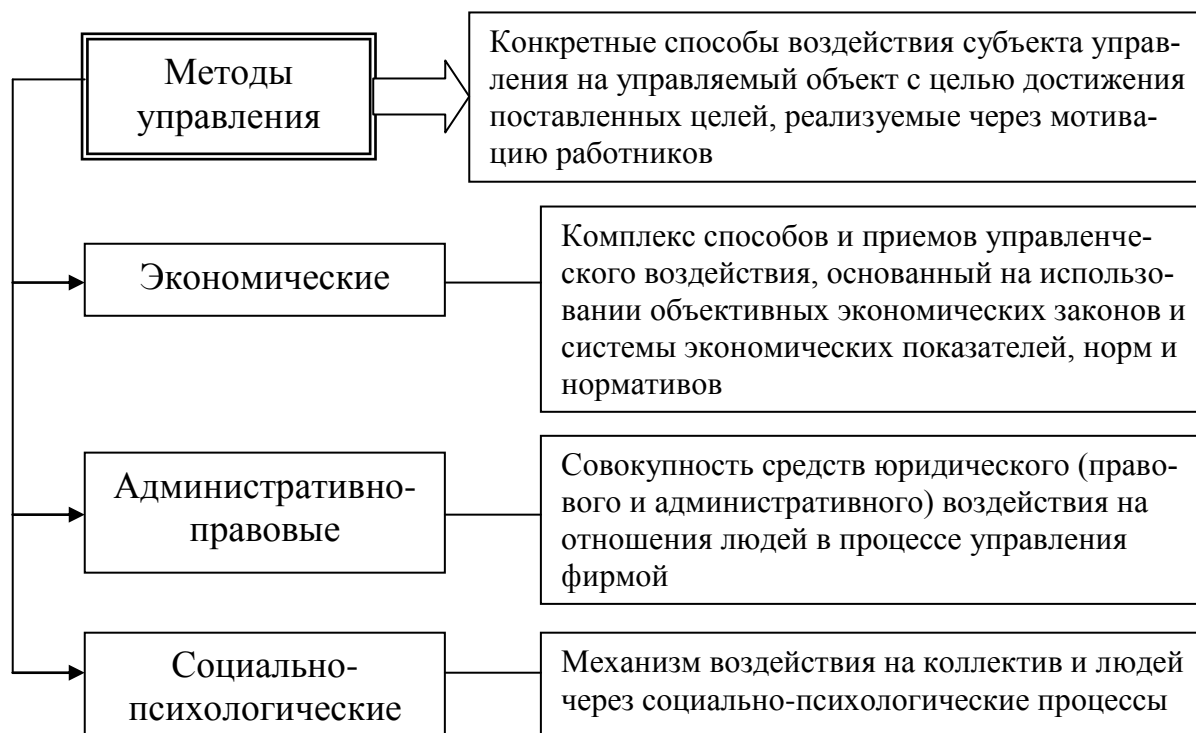 Методы
управления
Конкретные способы воздействия субъекта управ-
ления на управляемый объект с целью достижения
поставленных целей, реализуемые через мотива-
цию работников
Экономические
Комплекс способов и приемов управленче-
ского воздействия, основанный на использо-
вании объективных экономических законов и
системы экономических показателей, норм и
нормативов
Административно-
правовые
Совокупность средств юридического (право-
вого и административного) воздействия на
отношения людей в процессе управления
фирмой
Социально-
психологические
Механизм воздействия на коллектив и людей
через социально-психологические процессы